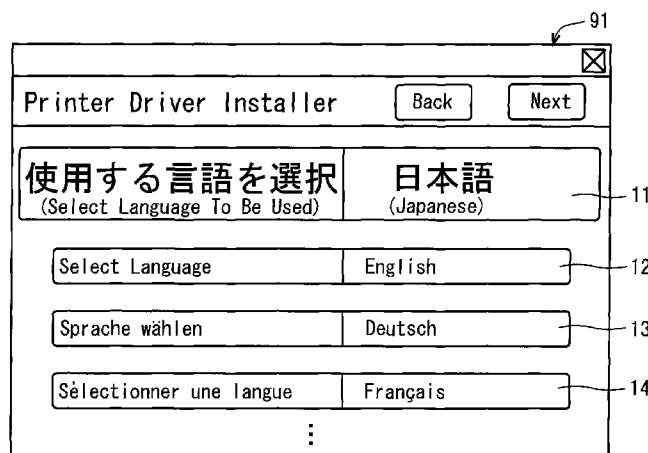 91
Printer Driver Installer Back Next
使用する言語を選択 日本語
(Select Language To Be Used) (Japanese) 11
Select Language English 12
Sprache wählen Deutsch 13
Sélectionner une langue Français 14